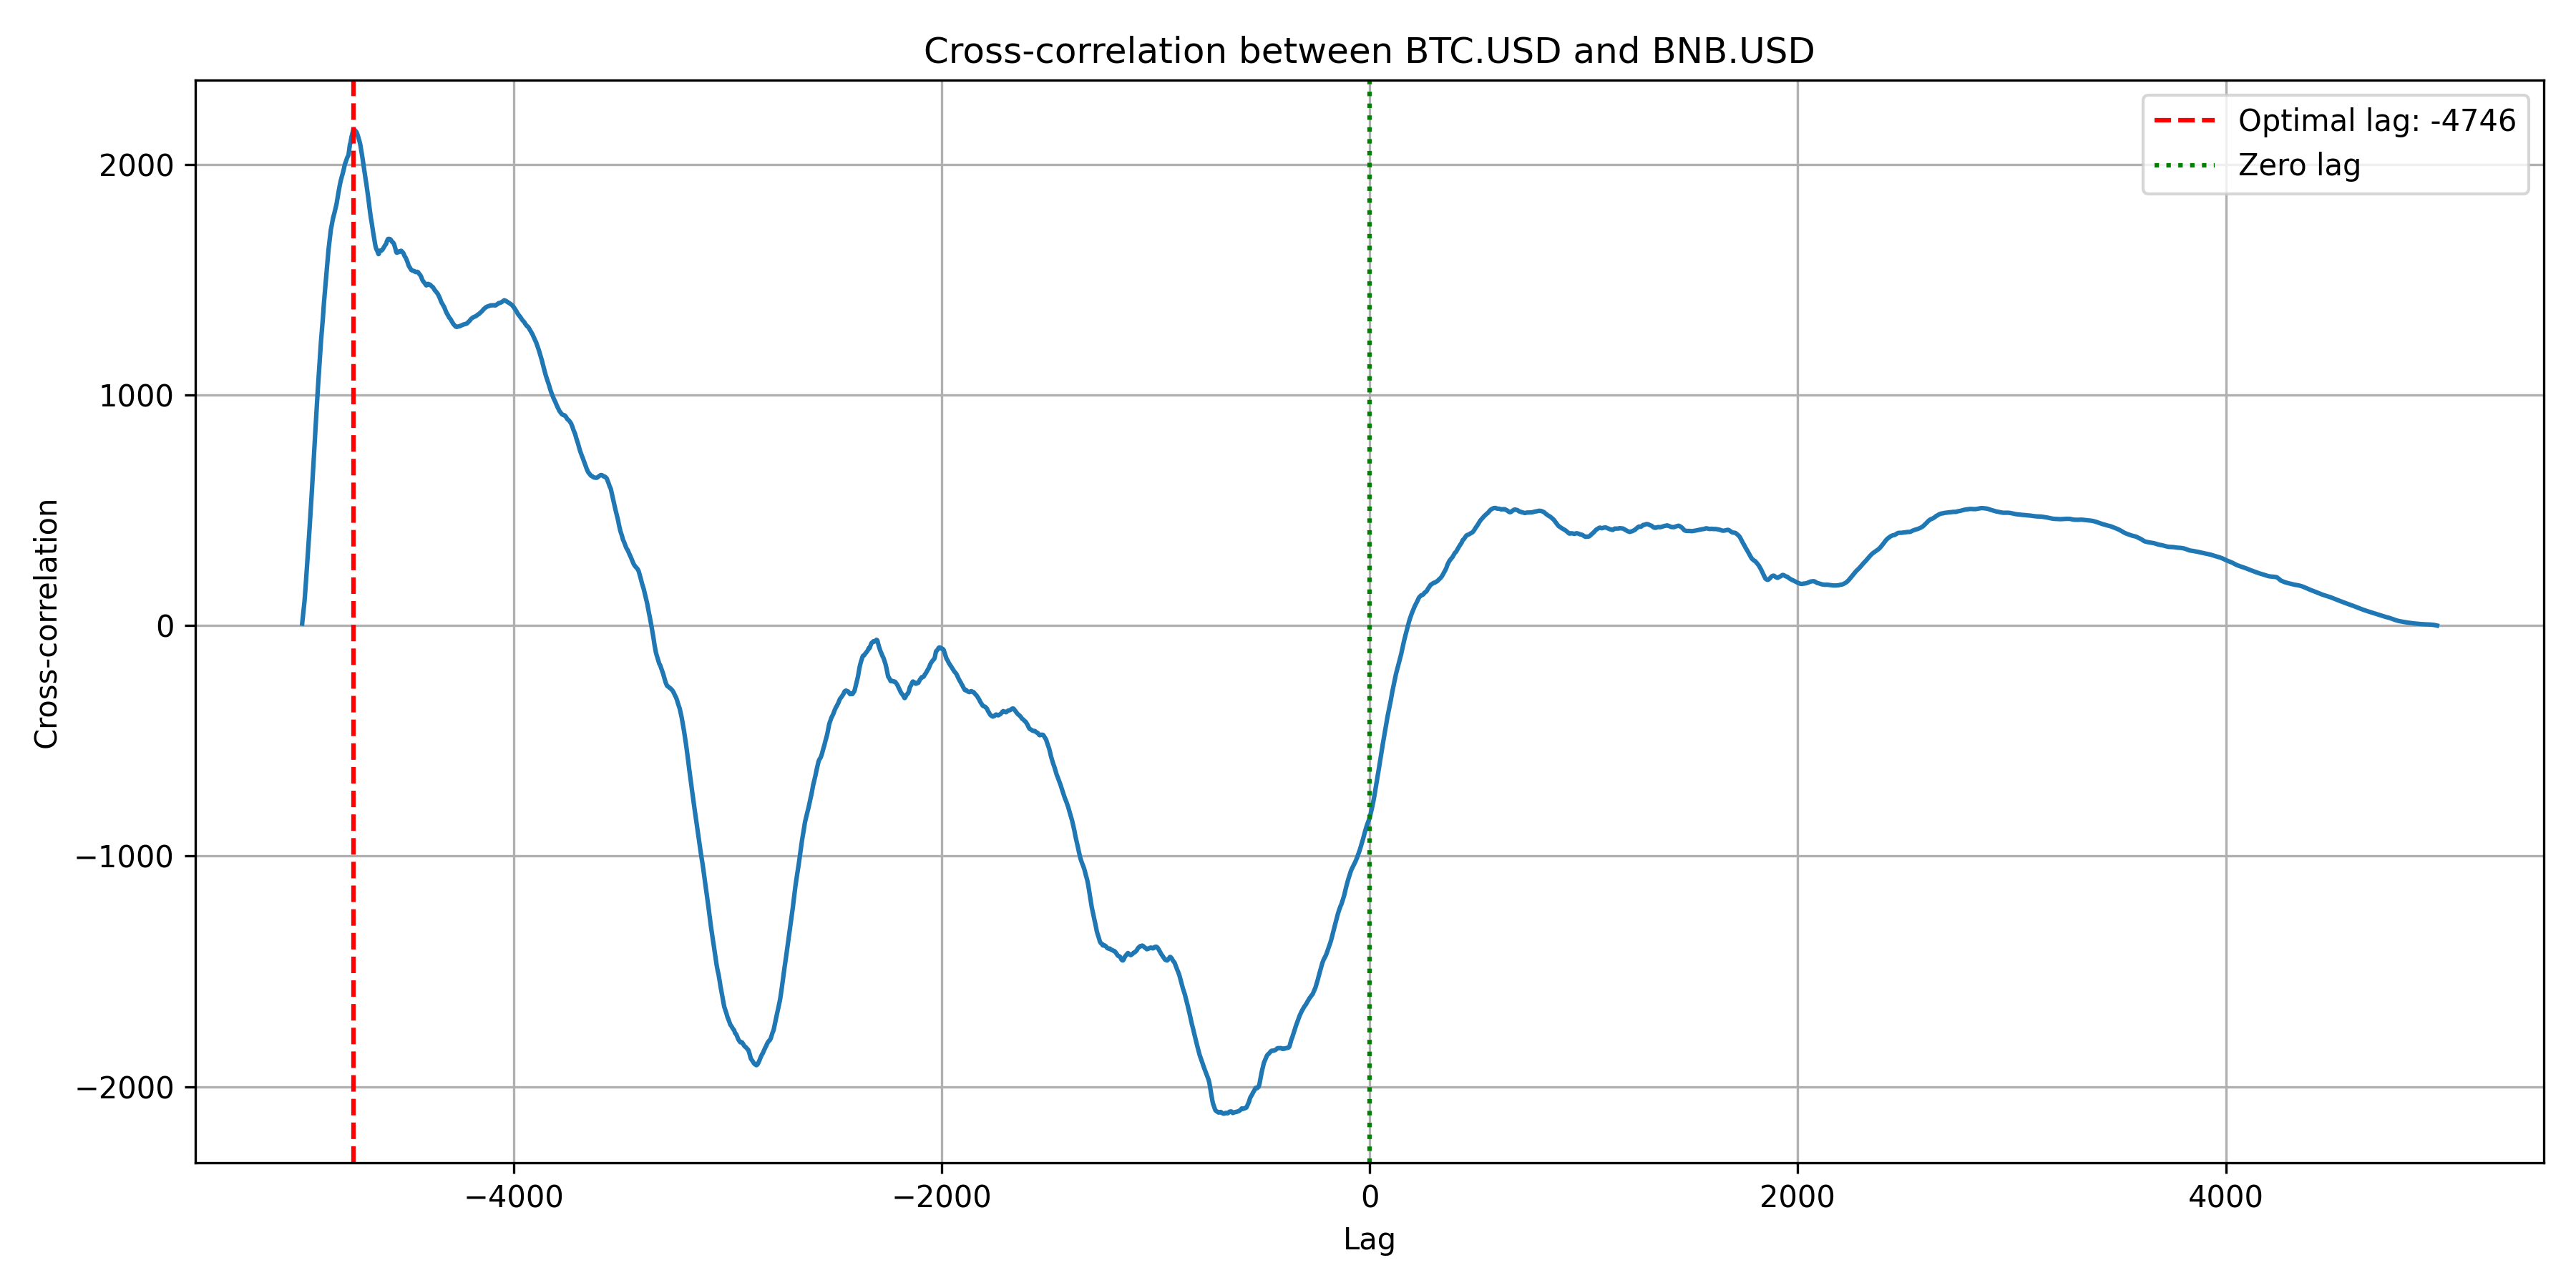 Cross-correlation between BTC.USD and BNB.USD
Optimal lag: -4746
Zero lag
Cross-correlation
2000
1000
0
−1000
−2000
−4000
−2000
0
2000
4000
Lag